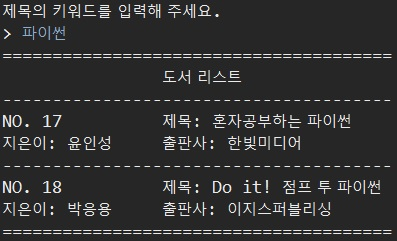 제목의 키워드를 입력해 주세요.
> 파이썬
=======================================
도서 리스트
---------------------------------------
NO. 17 제목: 혼자공부하는 파이썬
지은이: 윤인성 출판사: 한빛미디어
---------------------------------------
NO. 18 제목: Do it! 점프 투 파이썬
지은이: 박응용 출판사: 이지스퍼블리싱
=======================================